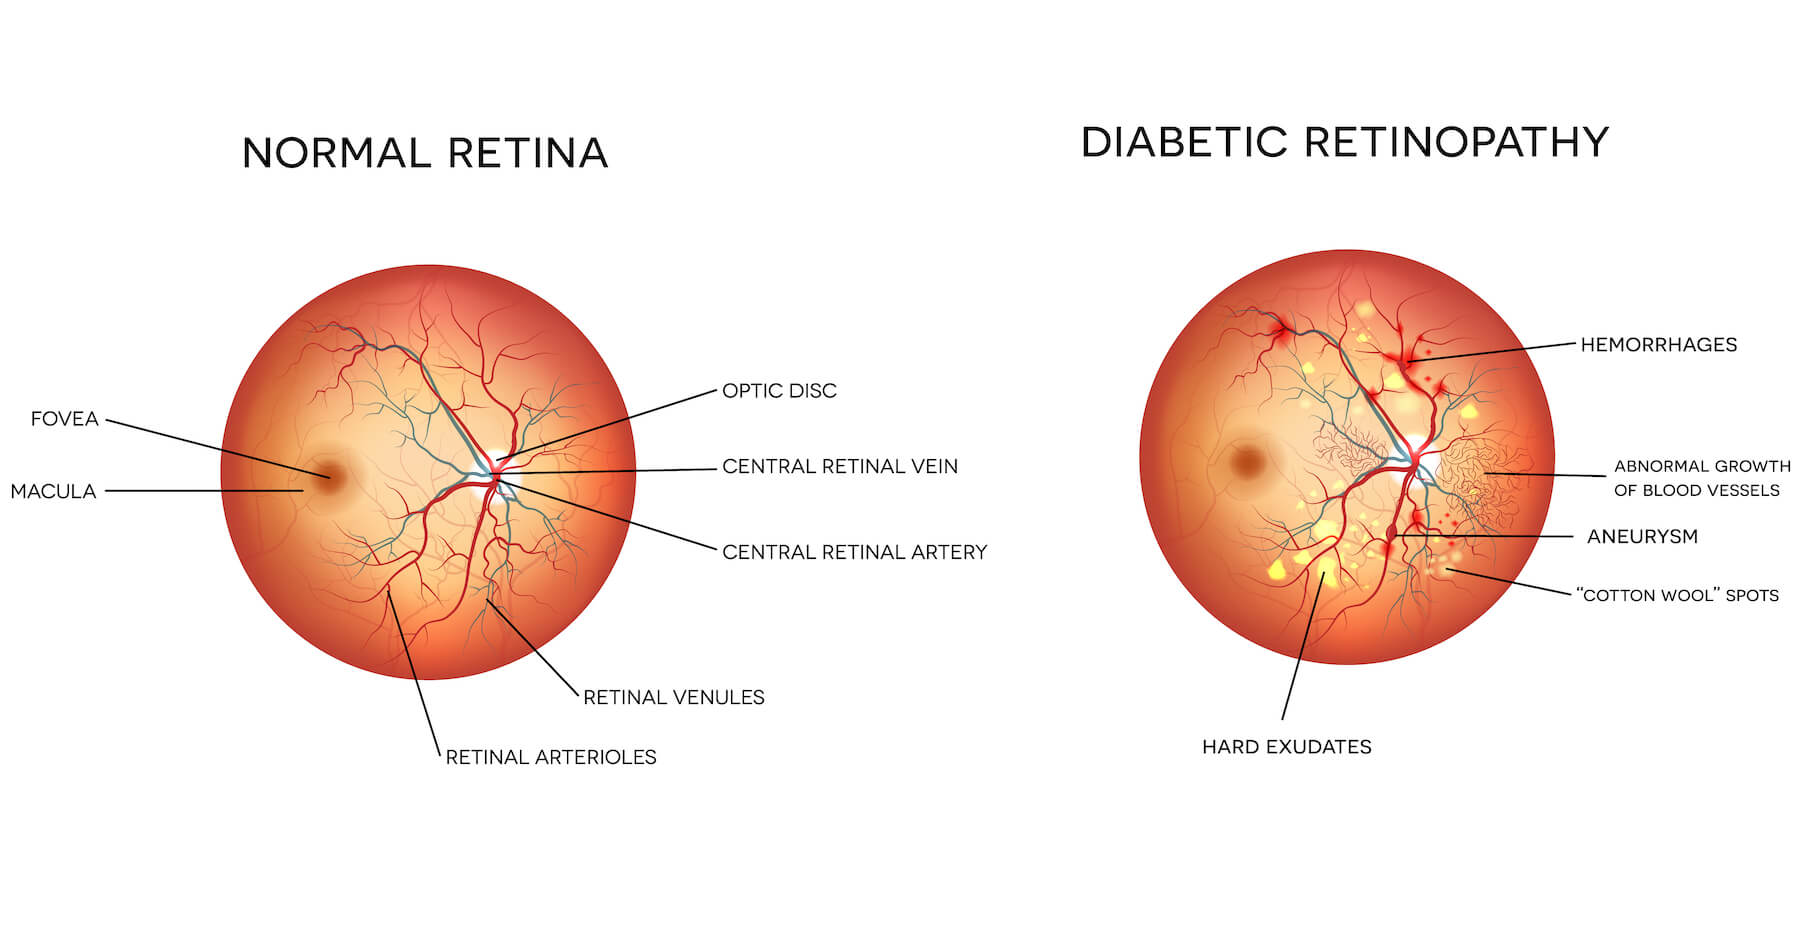 NORMAL RETINA
FOVEA
MACULA
OPTIC DISC
CENTRAL RETINAL VEIN
CENTRAL RETINAL ARTERY
RETINAL VENULES
RETINAL ARTERIOLES
DIABETIC RETINOPATHY
HEMORRHAGES
ABNORMAL GROWTH
OF BLOOD VESSELS
ANEURYSM
“COTTON WOOL” SPOTS
HARD EXUDATES